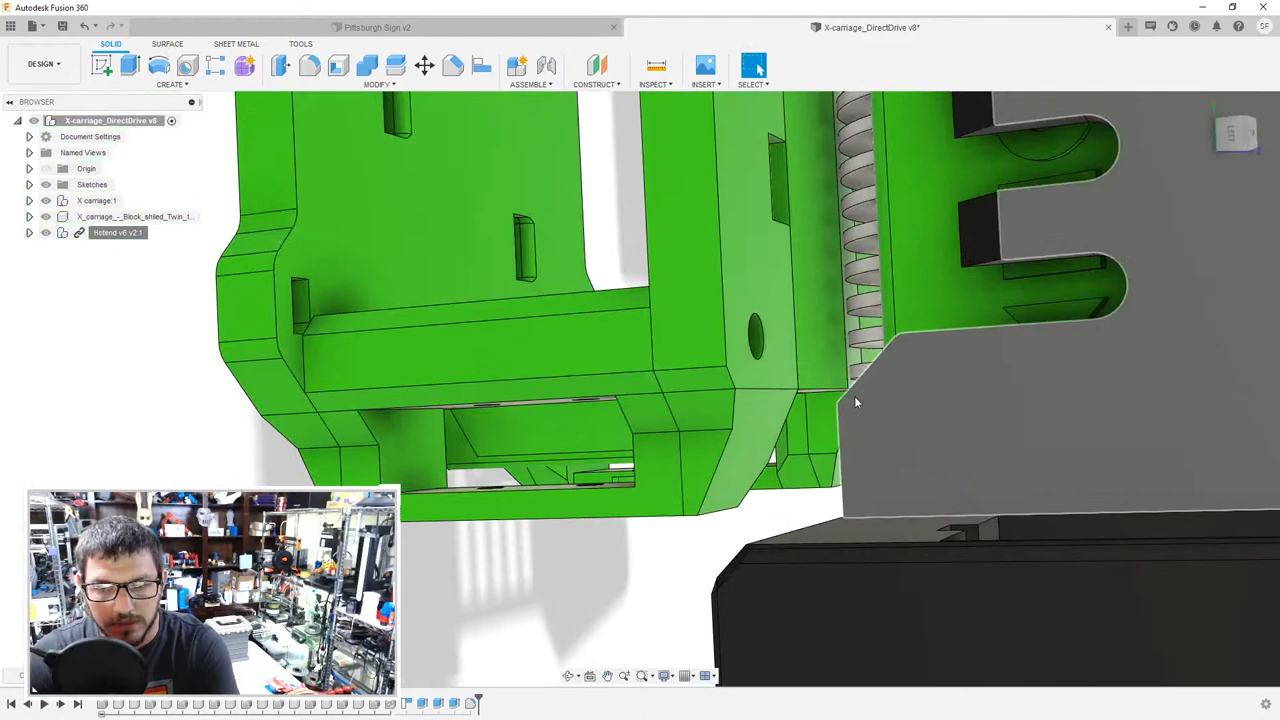 Autodesk Fusion 360
Pittsburgh Sign v2
X-carriage_DirectDrive v8*
SF
SOLID
SURFACE
SHEET METAL
TOOLS
DESIGN
CREATE
MODIFY
ASSEMBLE
CONSTRUCT
INSPECT
INSERT
SELECT
BROWSER
X-carriage_DirectDrive v8
Document Settings
Named Views
Origin
Sketches
X carriage:1
X_carriage_-_Block_shiled_Twin_t...
Hotend v6 v2:1
LEFT